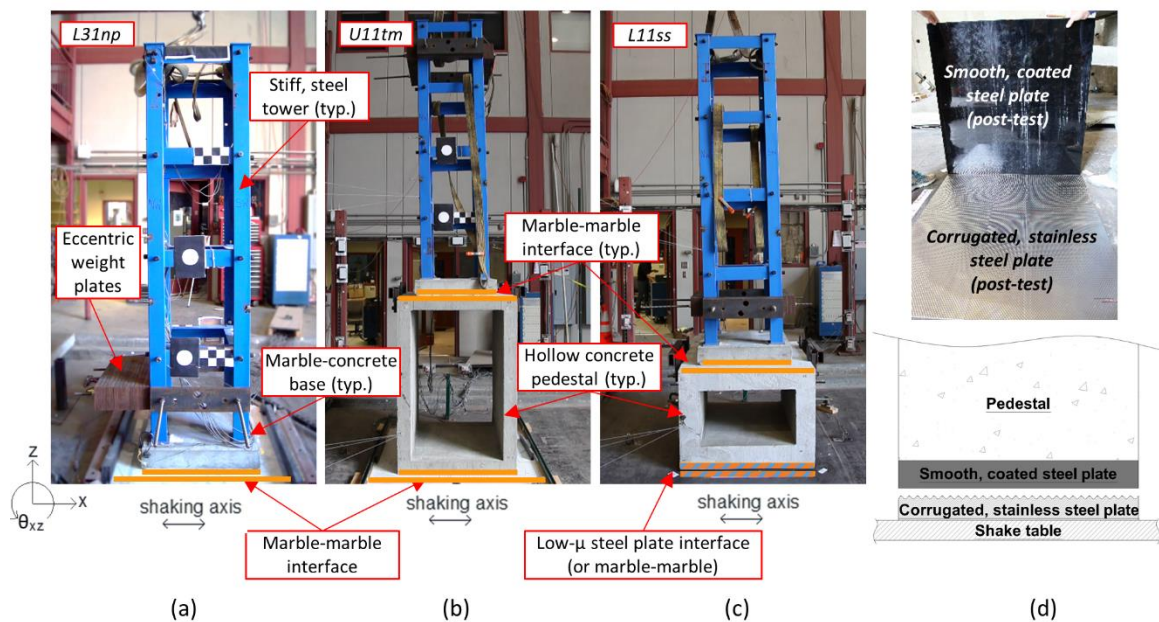 L31np
U11tm
L11ss
Stiff, steel
tower (typ.)
Eccentric
weight
plates
Marble-concrete
base (typ.)
Marble-marble
interface (typ.)
Hollow concrete
pedestal (typ.)
Smooth, coated
steel plate
(post-test)
Corrugated, stainless
steel plate
(post-test)
Pedestal
Smooth, coated steel plate
Corrugated, stainless steel plate
Shake table
z
x
θxz
shaking axis
shaking axis
shaking axis
Marble-marble
interface
Low-μ steel plate interface
(or marble-marble)
(a)
(b)
(c)
(d)